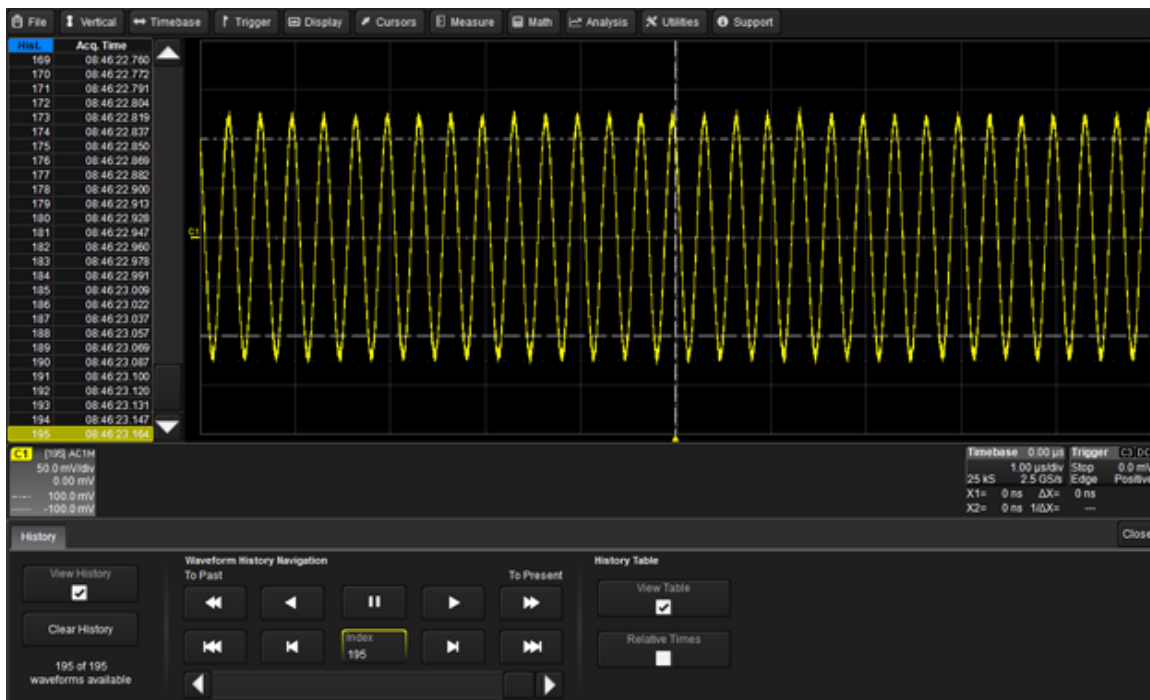 File Vertical Timebase Trigger Display Cursors Measure Math Analysis Utilities Support
Hist. Acq. Time
169 08:46:22.760
170 08:46:22.772
171 08:46:22.791
172 08:46:22.804
173 08:46:22.819
174 08:46:22.837
175 08:46:22.850
176 08:46:22.869
177 08:46:22.882
178 08:46:22.900
179 08:46:22.913
180 08:46:22.928
181 08:46:22.947
182 08:46:22.960
183 08:46:22.978
184 08:46:22.991
185 08:46:23.009
186 08:46:23.022
187 08:46:23.037
188 08:46:23.057
189 08:46:23.069
190 08:46:23.087
191 08:46:23.100
192 08:46:23.120
193 08:46:23.131
194 08:46:23.147
195 08:46:23.164
C1
C1 [195] AC1M
50.0 mV/div
0.00 mV
100.0 mV
-100.0 mV
Timebase 0.00 µs
1.00 µs/div
25 kS 2.5 GS/s
Trigger C3 DC
Stop 0.0 mV
Edge Positive
X1= 0 ns ΔX= 0 ns
X2= 0 ns 1/ΔX= ---
History
Close
View History
Clear History
195 of 195
waveforms available
Waveform History Navigation
To Past To Present
Index
195
History Table
View Table
Relative Times